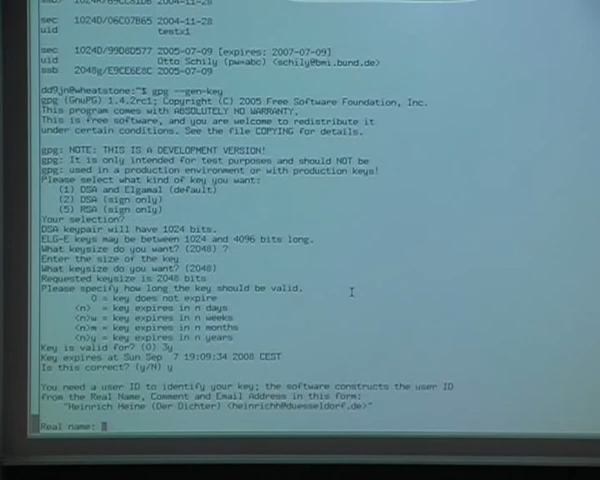 sec   1024D/06C07B65 2004-11-28
uid                  testx1
sec   1024D/99D8D577 2005-07-09 [expires: 2007-07-09]
uid                  Otto Schily (pw=abc) <schily@bmi.bund.de>
ssb   2048g/E9CE6E8C 2005-07-09
dd9jn@wheatstone:~$ gpg --gen-key
gpg (GnuPG) 1.4.2rc1; Copyright (C) 2005 Free Software Foundation, Inc.
This program comes with ABSOLUTELY NO WARRANTY.
This is free software, and you are welcome to redistribute it
under certain conditions. See the file COPYING for details.
gpg: NOTE: THIS IS A DEVELOPMENT VERSION!
gpg: It is only intended for test purposes and should NOT be
gpg: used in a production environment or with production keys!
Please select what kind of key you want:
   (1) DSA and Elgamal (default)
   (2) DSA (sign only)
   (5) RSA (sign only)
Your selection?
DSA keypair will have 1024 bits.
ELG-E keys may be between 1024 and 4096 bits long.
What keysize do you want? (2048) ?
Enter the size of the key
What keysize do you want? (2048)
Requested keysize is 2048 bits
Please specify how long the key should be valid.
         0 = key does not expire
      <n>  = key expires in n days
      <n>w = key expires in n weeks
      <n>m = key expires in n months
      <n>y = key expires in n years
Key is valid for? (0) 3y
Key expires at Sun Sep  7 19:09:34 2008 CEST
Is this correct? (y/N) y
You need a user ID to identify your key; the software constructs the user ID
from the Real Name, Comment and Email Address in this form:
    "Heinrich Heine (Der Dichter) <heinrichh@duesseldorf.de>"
Real name: